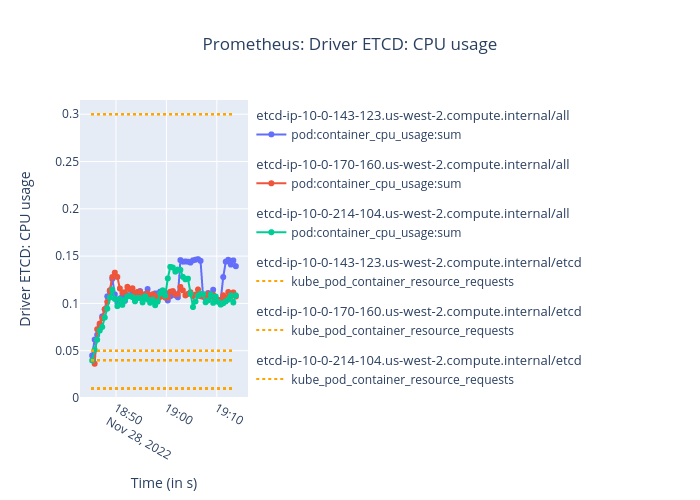 Prometheus: Driver ETCD: CPU usage
etcd-ip-10-0-143-123.us-west-2.compute.internal/all
pod:container_cpu_usage:sum
etcd-ip-10-0-170-160.us-west-2.compute.internal/all
pod:container_cpu_usage:sum
etcd-ip-10-0-214-104.us-west-2.compute.internal/all
pod:container_cpu_usage:sum
etcd-ip-10-0-143-123.us-west-2.compute.internal/etcd
kube_pod_container_resource_requests
etcd-ip-10-0-170-160.us-west-2.compute.internal/etcd
kube_pod_container_resource_requests
etcd-ip-10-0-214-104.us-west-2.compute.internal/etcd
kube_pod_container_resource_requests
Driver ETCD: CPU usage
0.3
0.25
0.2
0.15
0.1
0.05
0
18:50
Nov 28, 2022
19:00
19:10
Time (in s)